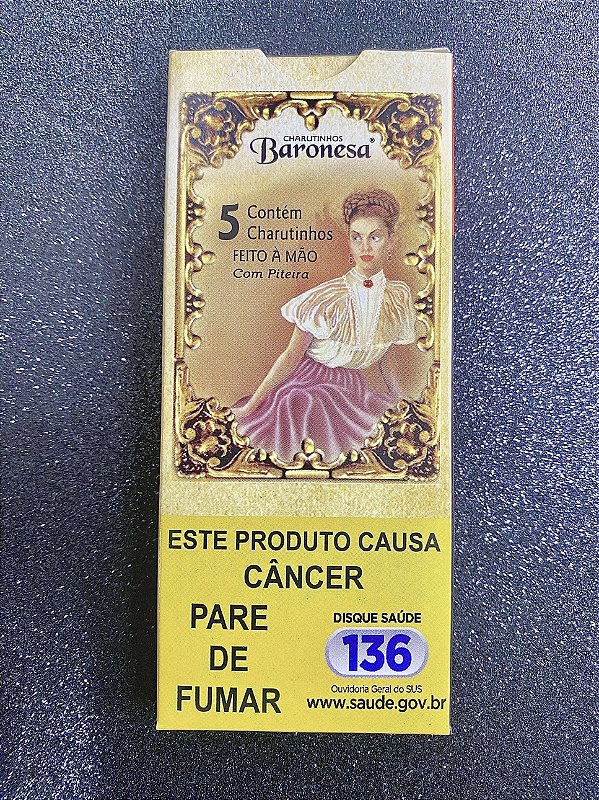 CHARUTINHOS
Baronesa®
5 Contém
Charutinhos
FEITO À MÃO
Com Piteira
ESTE PRODUTO CAUSA
CÂNCER
PARE
DE
FUMAR
DISQUE SAÚDE
136
Ouvidoria Geral do SUS
www.saude.gov.br